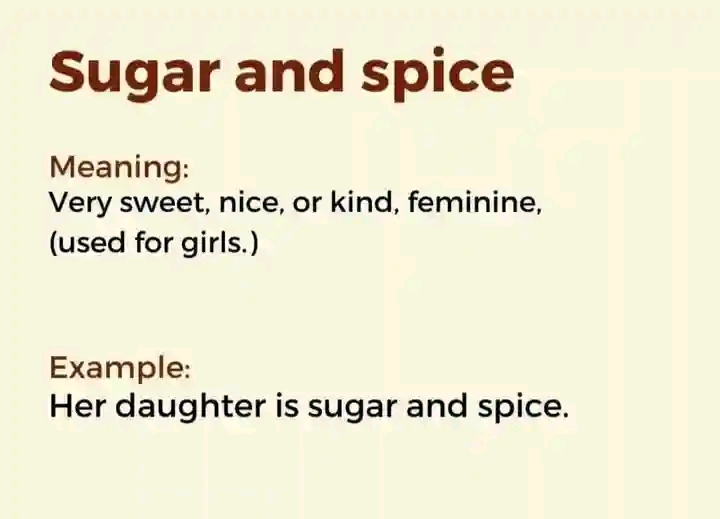 Sugar and spice
Meaning:
Very sweet, nice, or kind, feminine,
(used for girls.)
Example:
Her daughter is sugar and spice.